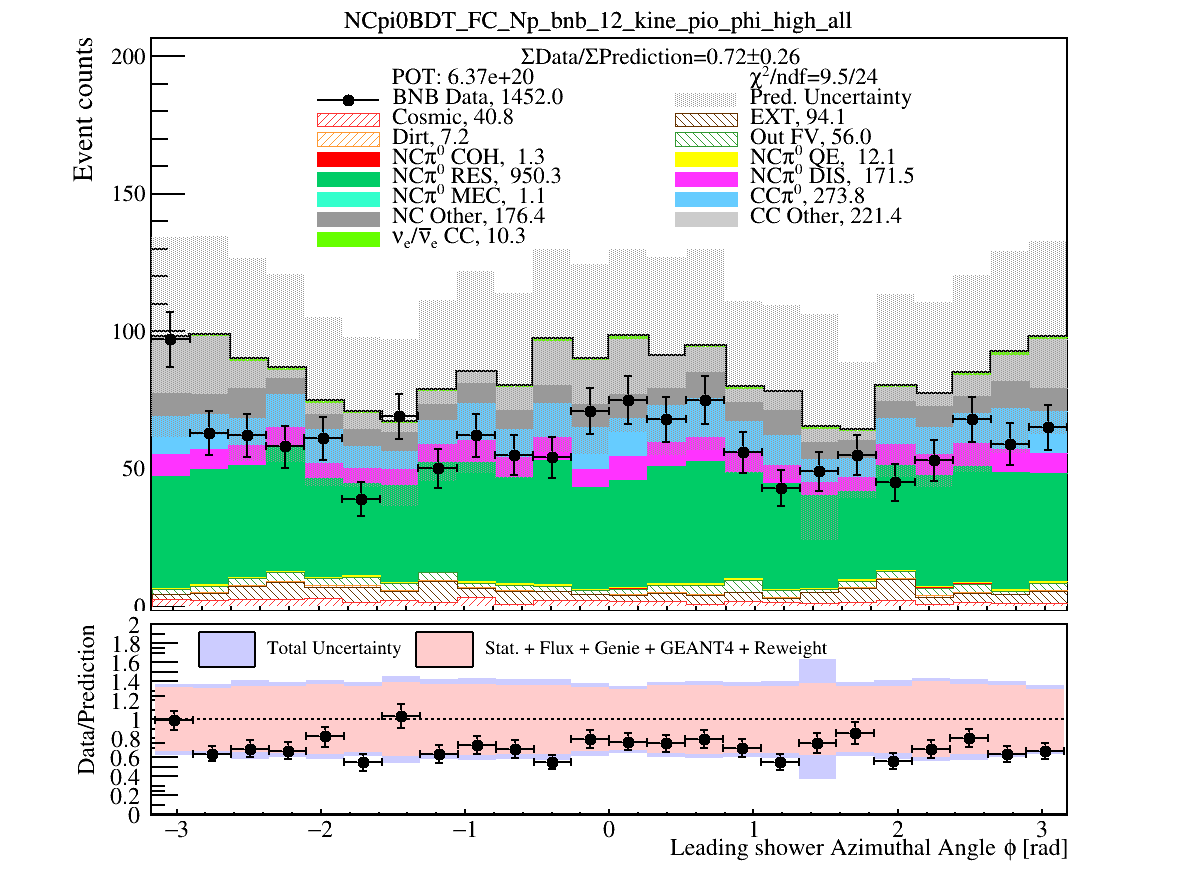 NCpi0BDT_FC_Np_bnb_12_kine_pio_phi_high_all
ΣData/ΣPrediction=0.72±0.26
POT: 6.37e+20
χ²/ndf=9.5/24
BNB Data, 1452.0
Pred. Uncertainty
Cosmic, 40.8
EXT, 94.1
Dirt, 7.2
Out FV, 56.0
NCπ⁰ COH, 1.3
NCπ⁰ QE, 12.1
NCπ⁰ RES, 950.3
NCπ⁰ DIS, 171.5
NCπ⁰ MEC, 1.1
CCπ⁰, 273.8
NC Other, 176.4
CC Other, 221.4
νₑ/ν̅ₑ CC, 10.3
Event counts
200
150
100
50
0
Total Uncertainty
Stat. + Flux + Genie + GEANT4 + Reweight
Data/Prediction
2
1.8
1.6
1.4
1.2
1
0.8
0.6
0.4
0.2
0
−3 −2 −1 0 1 2 3
Leading shower Azimuthal Angle ϕ [rad]